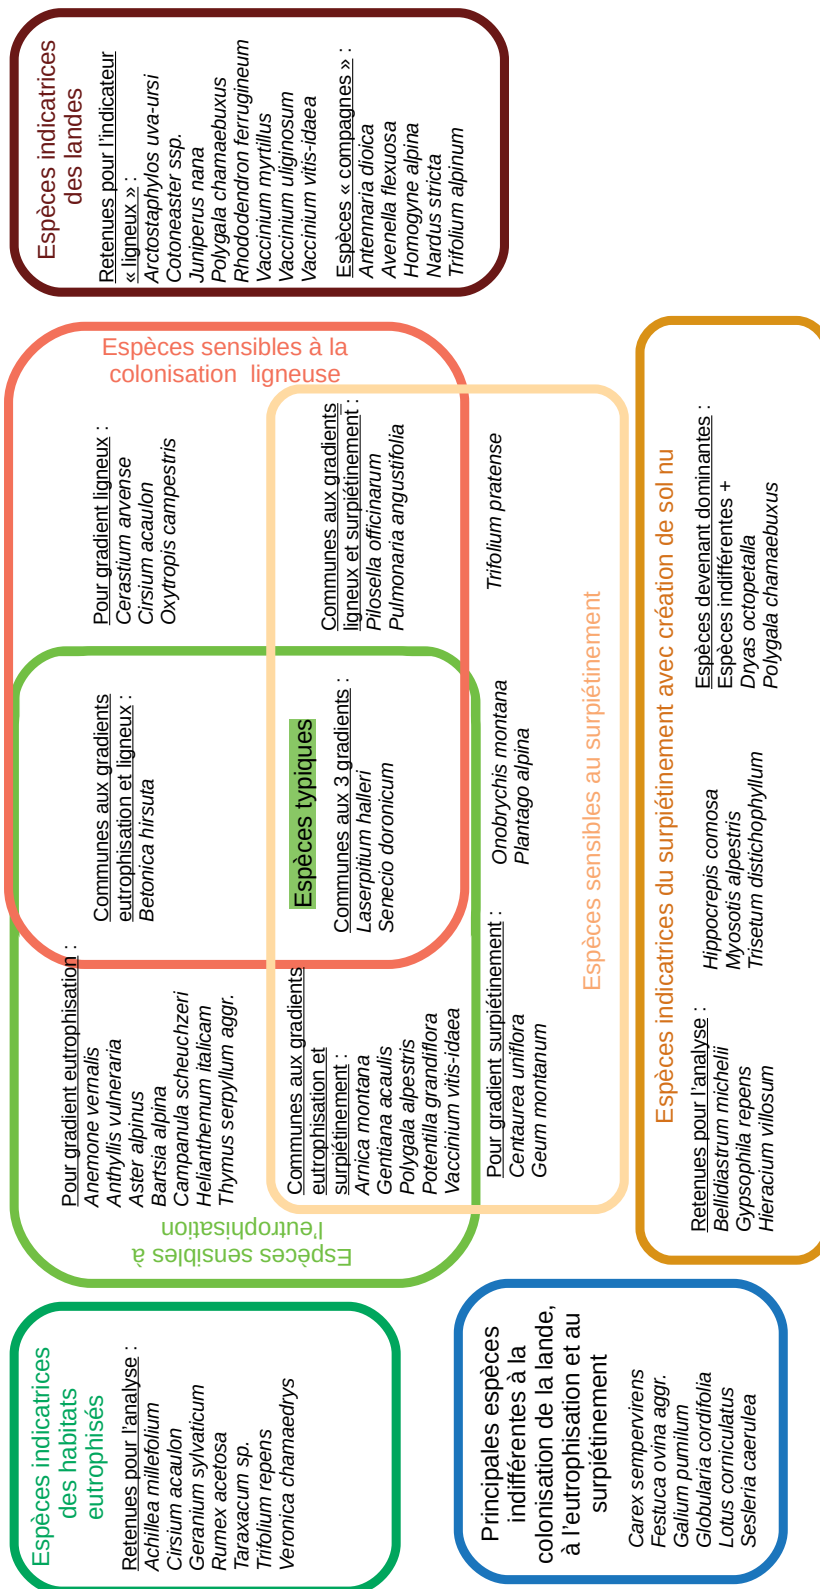 Espèces indicatrices
des habitats
eutrophisés
Retenues pour l'analyse :
Achillea millefolium
Cirsium acaulon
Geranium sylvaticum
Rumex acetosa
Taraxacum sp.
Trifolium repens
Veronica chamaedrys
Espèces sensibles à
l'eutrophisation
Pour gradient eutrophisation :
Anemone vernalis
Anthyllis vulneraria
Aster alpinus
Bartsia alpina
Campanula scheuchzeri
Helianthemum italicam
Thymus serpyllum aggr.
Communes aux gradients
eutrophisation et ligneux :
Betonica hirsuta
Espèces sensibles à la
colonisation ligneuse
Pour gradient ligneux :
Cerastium arvense
Cirsium acaulon
Oxytropis campestris
Communes aux gradients
eutrophisation et
surpiétinement :
Arnica montana
Gentiana acaulis
Polygala alpestris
Potentilla grandiflora
Vaccinium vitis-idaea
Espèces typiques
Communes aux 3 gradients :
Laserpitium halleri
Senecio doronicum
Communes aux gradients
ligneux et surpiétinement :
Pilosella officinarum
Pulmonaria angustifolia
Pour gradient surpiétinement :
Centaurea uniflora
Geum montanum
Onobrychis montana
Plantago alpina
Trifolium pratense
Espèces sensibles au surpiétinement
Espèces indicatrices
des landes
Retenues pour l'indicateur
« ligneux » :
Arctostaphylos uva-ursi
Cotoneaster ssp.
Juniperus nana
Polygala chamaebuxus
Rhododendron ferrugineum
Vaccinium myrtillus
Vaccinium uliginosum
Vaccinium vitis-idaea
Espèces « compagnes » :
Antennaria dioica
Avenella flexuosa
Homogyne alpina
Nardus stricta
Trifolium alpinum
Principales espèces
indifférentes à la
colonisation de la lande,
à l'eutrophisation et au
surpiétinement
Carex sempervirens
Festuca ovina aggr.
Galium pumilum
Globularia cordifolia
Lotus corniculatus
Sesleria caerulea
Espèces indicatrices du surpiétinement avec création de sol nu
Retenues pour l'analyse :
Bellidiastrum michelii
Gypsophila repens
Hieracium villosum
Hippocrepis comosa
Myosotis alpestris
Trisetum distichophyllum
Espèces devenant dominantes :
Espèces indifférentes +
Dryas octopetalla
Polygala chamaebuxus